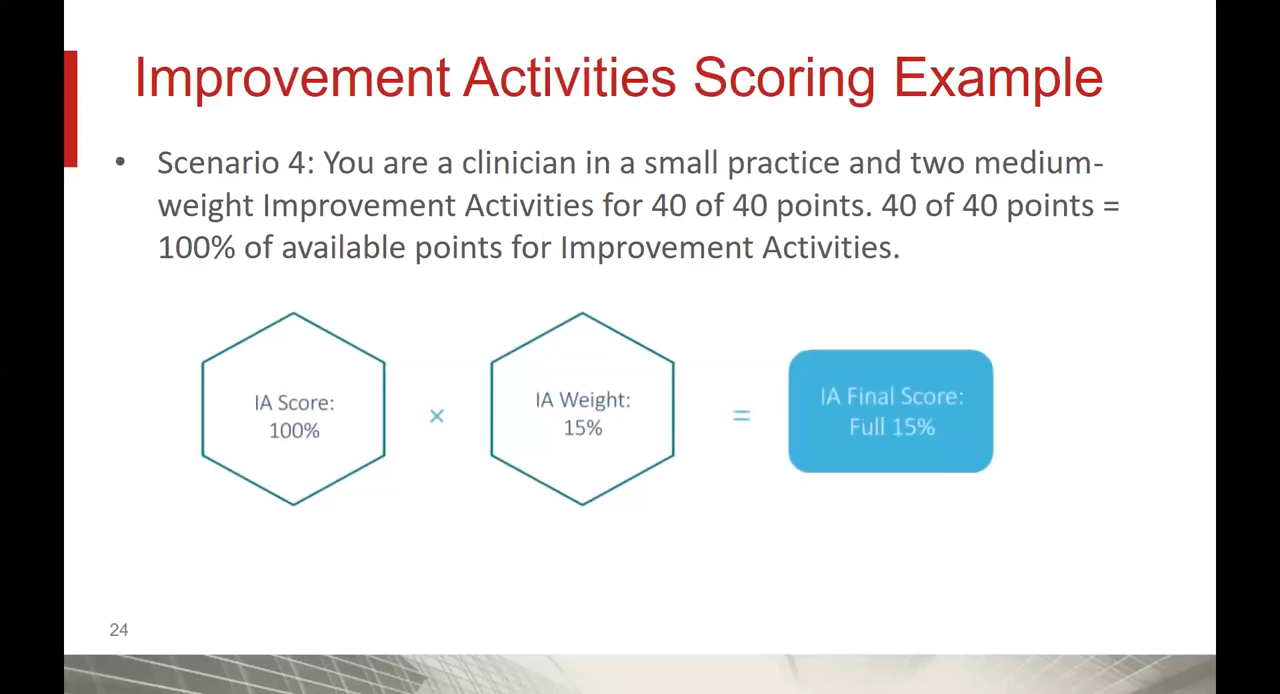 Improvement Activities Scoring Example
• Scenario 4: You are a clinician in a small practice and two medium-
weight Improvement Activities for 40 of 40 points. 40 of 40 points =
100% of available points for Improvement Activities.
IA Score:
100%
×
IA Weight:
15%
=
IA Final Score:
Full 15%
24